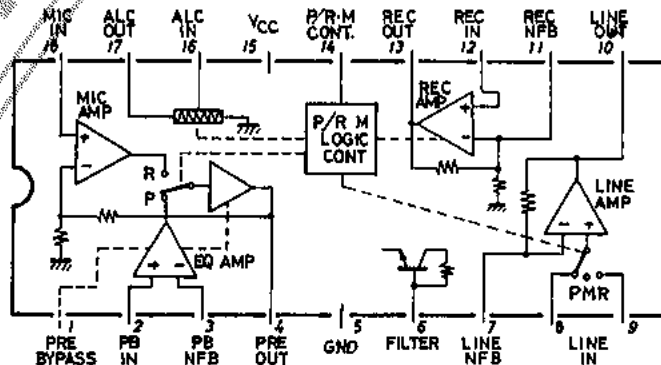 MIC IN
ALC OUT
ALC IN
VCC
P/R·M CONT.
REC OUT
REC IN
REC NFB
LINE OUT
18 17 16 15 14 13 12 11 10
MIC AMP
P/R M LOGIC CONT
REC AMP
LINE AMP
R
P
EQ AMP
PMR
+ - + - + - - +
1 2 3 4 5 6 7 8 9
PRE BYPASS
PB IN
PB NFB
PRE OUT
GND
FILTER
LINE NFB
LINE IN